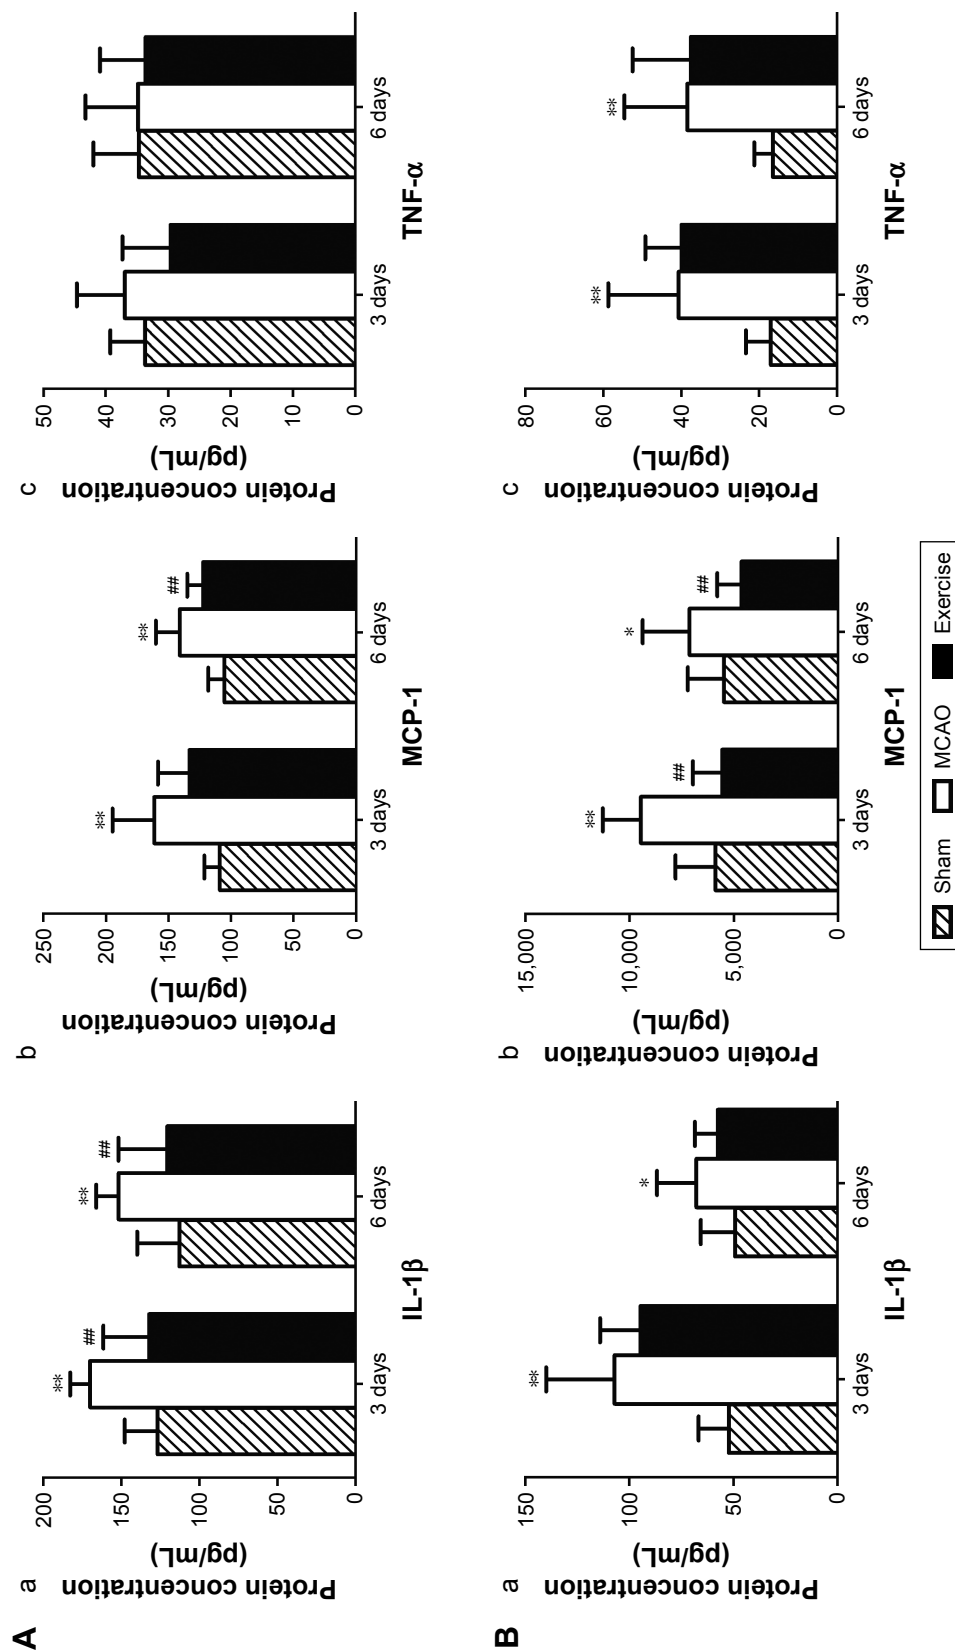 A
a
Protein concentration
(pg/mL)
200
150
100
50
0
**
##
**
##
3 days
6 days
IL-1β
b
Protein concentration
(pg/mL)
250
200
150
100
50
0
**
**
##
3 days
6 days
MCP-1
c
Protein concentration
(pg/mL)
50
40
30
20
10
0
3 days
6 days
TNF-α
B
a
Protein concentration
(pg/mL)
150
100
50
0
**
*
3 days
6 days
IL-1β
b
Protein concentration
(pg/mL)
15,000
10,000
5,000
0
**
##
*
##
3 days
6 days
MCP-1
c
Protein concentration
(pg/mL)
80
60
40
20
0
**
**
3 days
6 days
TNF-α
Sham MCAO Exercise